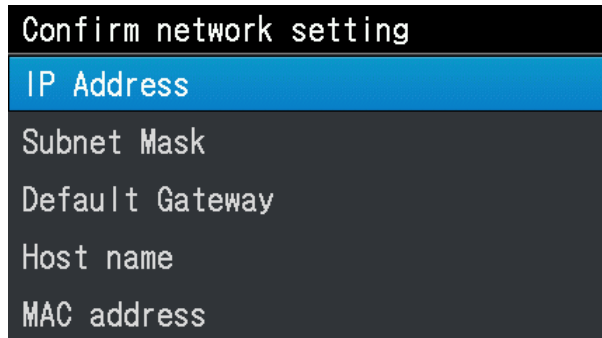 Confirm network setting
IP Address
Subnet Mask
Default Gateway
Host name
MAC address